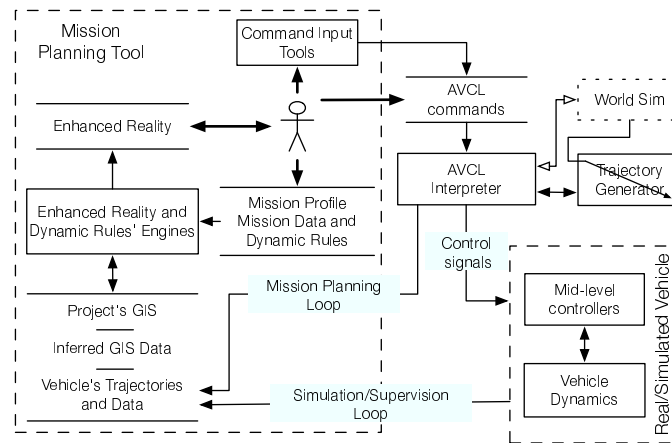 Mission
Planning Tool
Command Input
Tools
AVCL
commands
World Sim
Enhanced Reality
AVCL
Interpreter
Trajectory
Generator
Enhanced Reality and
Dynamic Rules' Engines
Mission Profile
Mission Data and
Dynamic Rules
Control
signals
Mission Planning
Loop
Project's GIS
Inferred GIS Data
Vehicle's Trajectories
and Data
Simulation/Supervision
Loop
Mid-level
controllers
Vehicle
Dynamics
Real/Simulated Vehicle